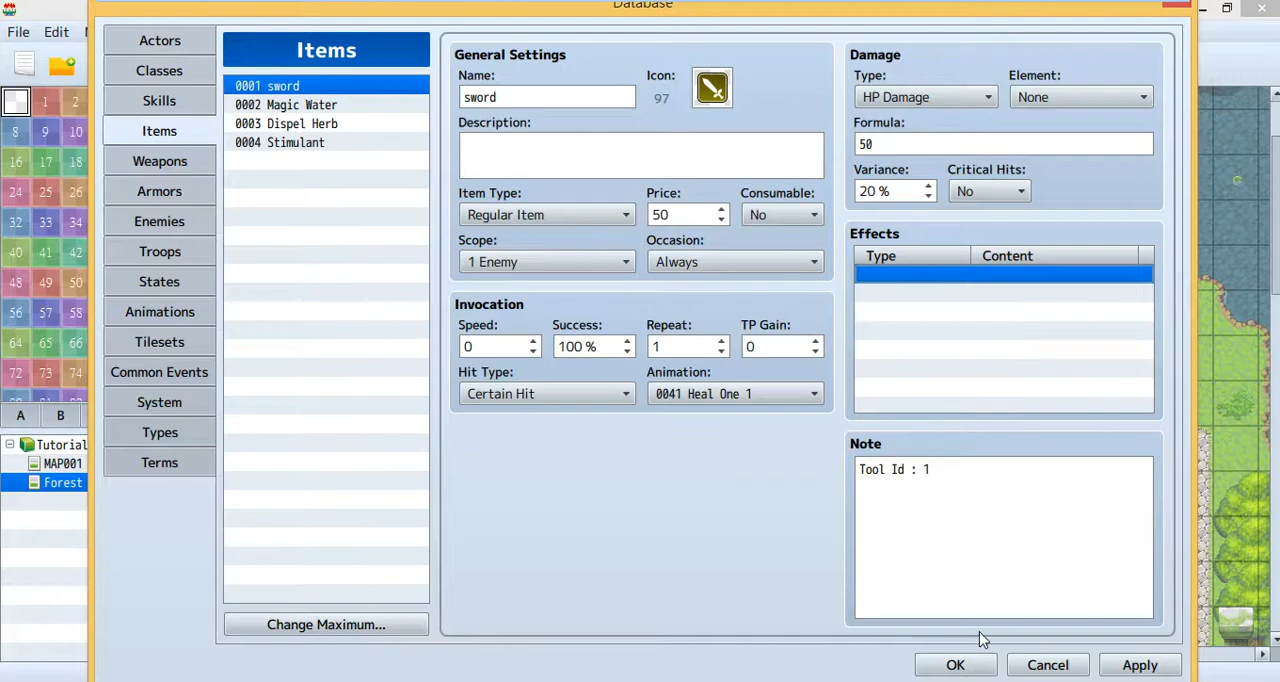 Database
File Edit
Actors
Classes
Skills
Items
Weapons
Armors
Enemies
Troops
States
Animations
Tilesets
Common Events
System
Types
Terms
1 2
8 9 10
16 17 18
24 25 26
32 33 34
40 41 42
48 49 50
56 57 58
64 65 66
72 73 74
A B
Tutorial
MAP001
Forest
Items
0001 sword
0002 Magic Water
0003 Dispel Herb
0004 Stimulant
Change Maximum...
General Settings
Name: Icon:
sword 97
Description:
Item Type: Price: Consumable:
Regular Item 50 No
Scope: Occasion:
1 Enemy Always
Invocation
Speed: Success: Repeat: TP Gain:
0 100 % 1 0
Hit Type: Animation:
Certain Hit 0041 Heal One 1
Damage
Type: Element:
HP Damage None
Formula:
50
Variance: Critical Hits:
20 % No
Effects
Type Content
Note
Tool Id : 1
OK Cancel Apply